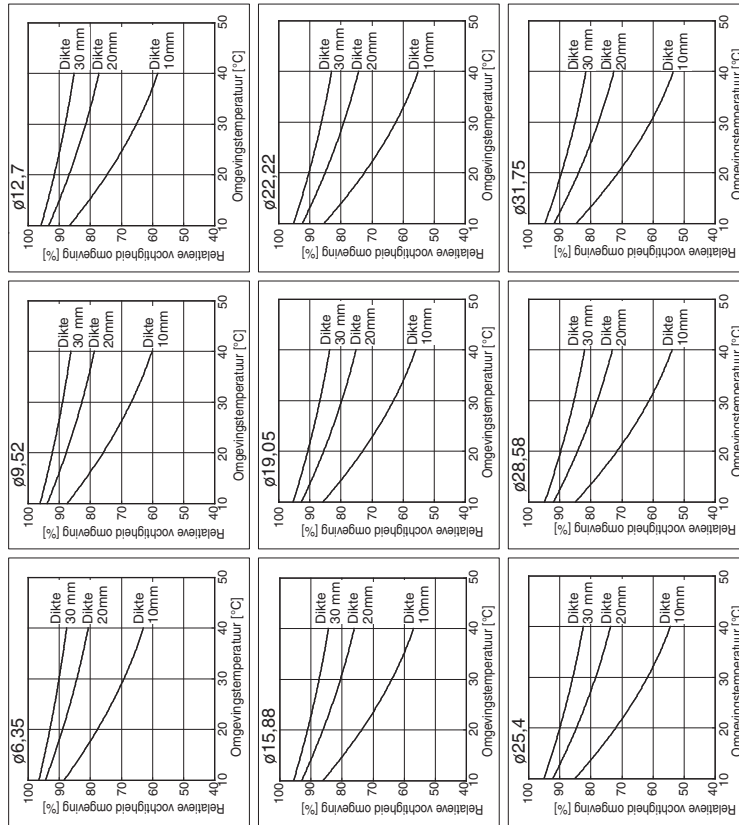 ø6,35
Relatieve vochtigheid omgeving [%]
100
90
80
70
60
50
40
Dikte
30 mm
Dikte
20mm
Dikte
10mm
10 20 30 40 50
Omgevingstemperatuur [°C]
ø9,52
Relatieve vochtigheid omgeving [%]
100
90
80
70
60
50
40
Dikte
30 mm
Dikte
20mm
Dikte
10mm
10 20 30 40 50
Omgevingstemperatuur [°C]
ø12,7
Relatieve vochtigheid omgeving [%]
100
90
80
70
60
50
40
Dikte
30 mm
Dikte
20mm
Dikte
10mm
10 20 30 40 50
Omgevingstemperatuur [°C]
ø15,88
Relatieve vochtigheid omgeving [%]
100
90
80
70
60
50
40
Dikte
30 mm
Dikte
20mm
Dikte
10mm
10 20 30 40 50
Omgevingstemperatuur [°C]
ø19,05
Relatieve vochtigheid omgeving [%]
100
90
80
70
60
50
40
Dikte
30 mm
Dikte
20mm
Dikte
10mm
10 20 30 40 50
Omgevingstemperatuur [°C]
ø22,22
Relatieve vochtigheid omgeving [%]
100
90
80
70
60
50
40
Dikte
30 mm
Dikte
20mm
Dikte
10mm
10 20 30 40 50
Omgevingstemperatuur [°C]
ø25,4
Relatieve vochtigheid omgeving [%]
100
90
80
70
60
50
40
Dikte
30 mm
Dikte
20mm
Dikte
10mm
10 20 30 40 50
Omgevingstemperatuur [°C]
ø28,58
Relatieve vochtigheid omgeving [%]
100
90
80
70
60
50
40
Dikte
30 mm
Dikte
20mm
Dikte
10mm
10 20 30 40 50
Omgevingstemperatuur [°C]
ø31,75
Relatieve vochtigheid omgeving [%]
100
90
80
70
60
50
40
Dikte
30 mm
Dikte
20mm
Dikte
10mm
10 20 30 40 50
Omgevingstemperatuur [°C]